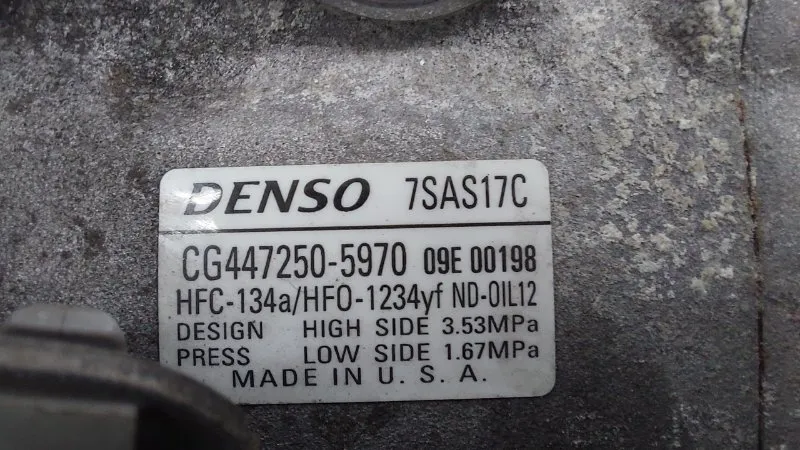 DENSO 7SAS17C
CG447250-5970 09E 00198
HFC-134a/HFO-1234yf ND-OIL12
DESIGN HIGH SIDE 3.53MPa
PRESS LOW SIDE 1.67MPa
MADE IN U. S. A.